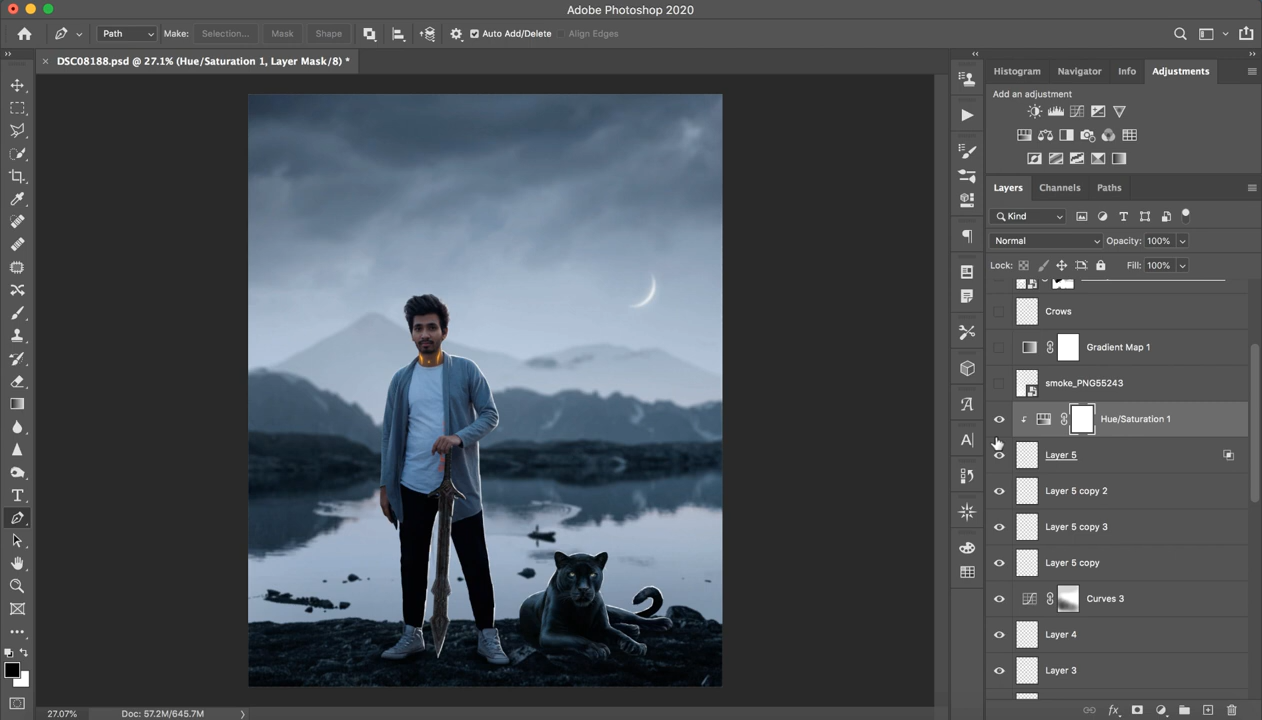 Adobe Photoshop 2020
Path
Make:
Selection...
Mask
Shape
Auto Add/Delete
Align Edges
DSC08188.psd @ 27.1% (Hue/Saturation 1, Layer Mask/8) *
Histogram
Navigator
Info
Adjustments
Add an adjustment
Layers
Channels
Paths
Kind
Normal
Opacity: 100%
Lock:
Fill: 100%
Crows
Gradient Map 1
smoke_PNG55243
Hue/Saturation 1
Layer 5
Layer 5 copy 2
Layer 5 copy 3
Layer 5 copy
Curves 3
Layer 4
Layer 3
27.07%
Doc: 57.2M/645.7M